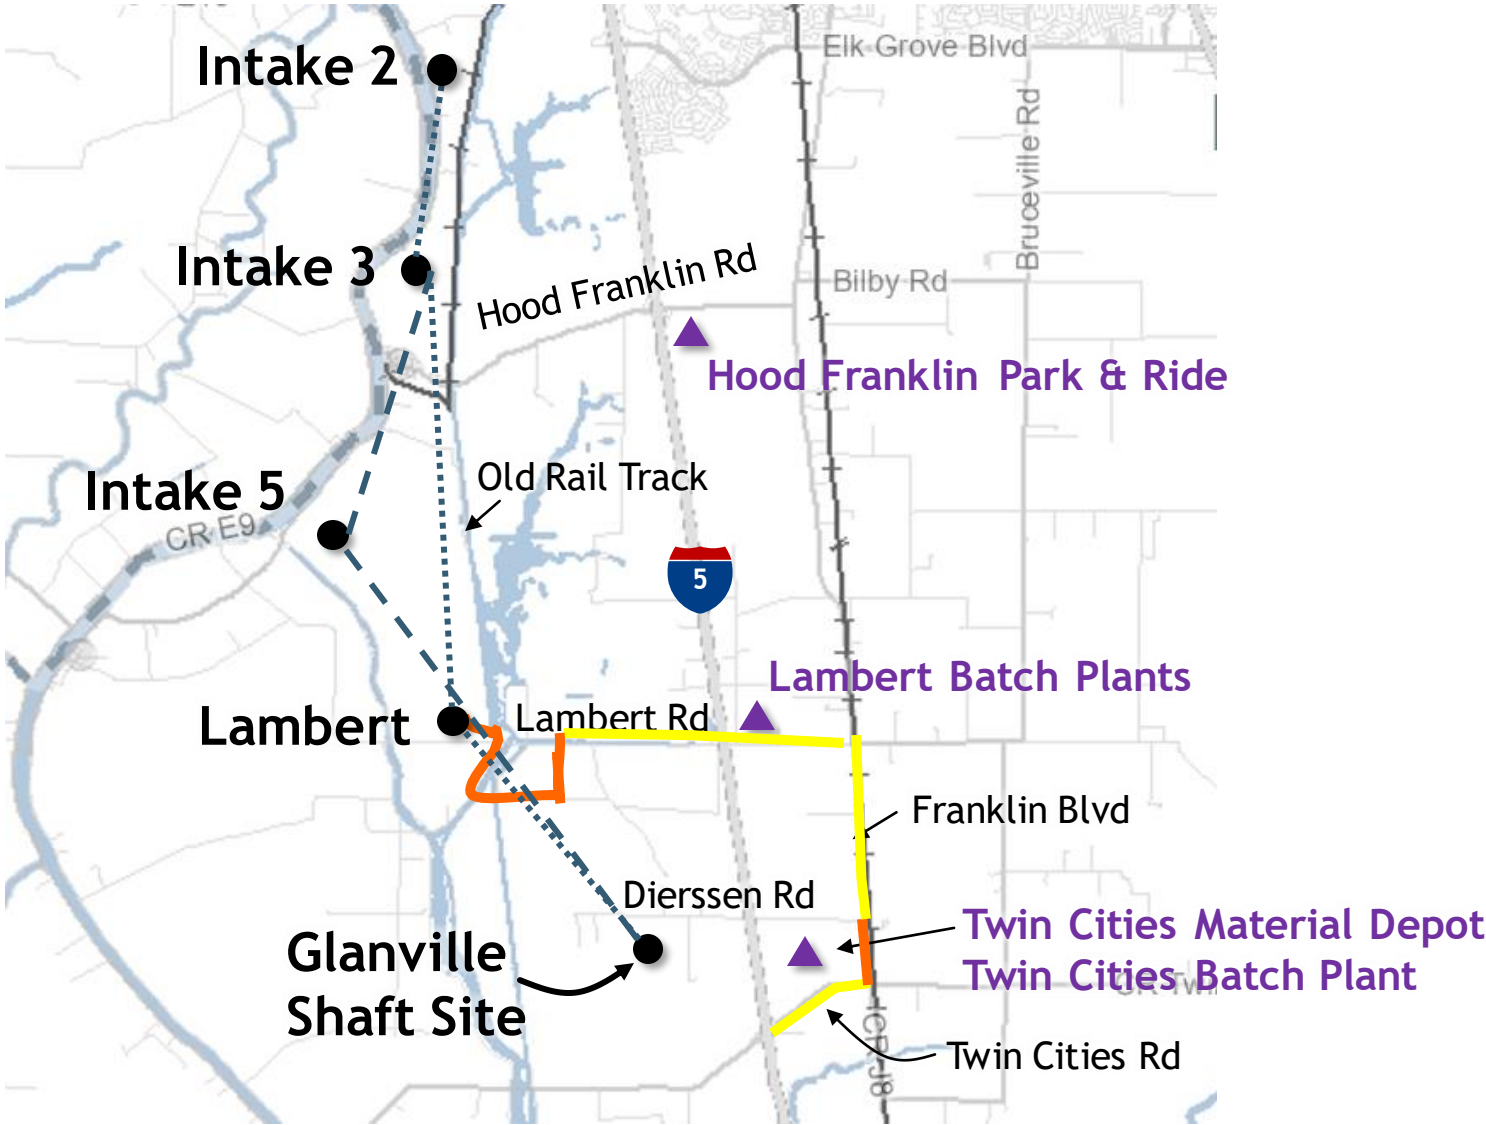 Elk Grove Blvd
Intake 2
Bruceville Rd
Intake 3
Hood Franklin Rd
Bilby Rd
Hood Franklin Park & Ride
Intake 5
Old Rail Track
CR E9
5
Lambert Batch Plants
Lambert
Lambert Rd
Franklin Blvd
Dierssen Rd
Twin Cities Material Depot
Twin Cities Batch Plant
Glanville
Shaft Site
CR J8
Twin Cities Rd